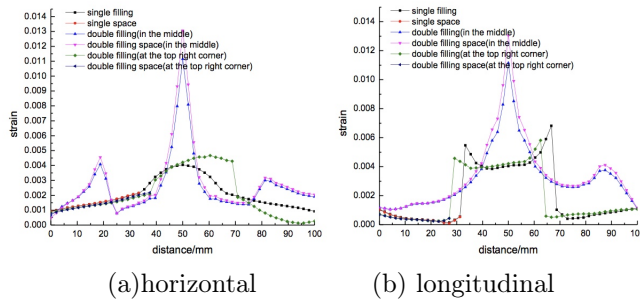 0.014
0.013
0.012
0.011
0.010
0.009
0.008
0.007
0.006
0.005
0.004
0.003
0.002
0.001
0.000
strain
single filling
single space
double filling(in the middle)
double filling space(in the middle)
double filling(at the top right corner)
double filling space(at the top right corner)
0 10 20 30 40 50 60 70 80 90 100
distance/mm
(a)horizontal
0.014
0.012
0.010
0.008
0.006
0.004
0.002
0.000
strain
single filling
single space
double filling(in the middle)
double filling space(in the middle)
double filling(at the top right corner)
double filling space(at the top right corner)
0 10 20 30 40 50 60 70 80 90 100
distance/mm
(b) longitudinal